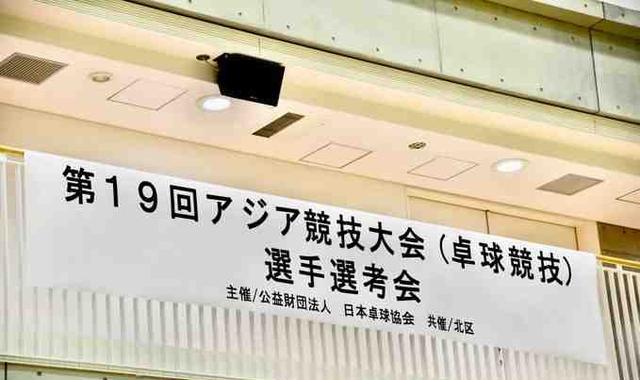 第19回アジア競技大会（卓球競技）
選手選考会
主催/公益財団法人　日本卓球協会　共催/北区